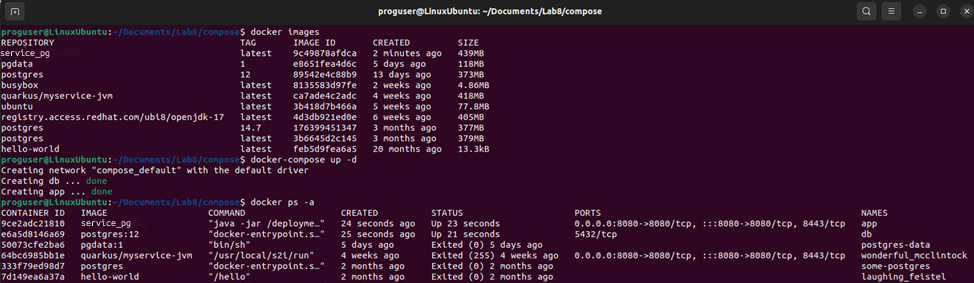 proguser@LinuxUbuntu: ~/Documents/Lab8/compose
proguser@LinuxUbuntu:~/Documents/Lab8/compose$ docker images
REPOSITORY TAG IMAGE ID CREATED SIZE
service_pg latest 9c49878afdca 2 minutes ago 439MB
pgdata 1 e8651fea4d6c 5 days ago 118MB
postgres 12 89542e4c88b9 13 days ago 373MB
busybox latest 8135583d97fe 2 weeks ago 4.86MB
quarkus/myservice-jvm latest ca7ade4c2adc 4 weeks ago 418MB
ubuntu latest 3b418d7b466a 5 weeks ago 77.8MB
registry.access.redhat.com/ubi8/openjdk-17 latest 4d3db921ed0e 6 weeks ago 405MB
postgres 14.7 176399451347 3 months ago 377MB
postgres latest 3b6645d2c145 3 months ago 379MB
hello-world latest feb5d9fea6a5 20 months ago 13.3kB
proguser@LinuxUbuntu:~/Documents/Lab8/compose$ docker-compose up -d
Creating network "compose_default" with the default driver
Creating db ... done
Creating app ... done
proguser@LinuxUbuntu:~/Documents/Lab8/compose$ docker ps -a
CONTAINER ID IMAGE COMMAND CREATED STATUS PORTS NAMES
9ce2adc21810 service_pg "java -jar /deployme…" 24 seconds ago Up 23 seconds 0.0.0.0:8080->8080/tcp, :::8080->8080/tcp, 8443/tcp app
e6a5d8146a69 postgres:12 "docker-entrypoint.s…" 25 seconds ago Up 21 seconds 5432/tcp db
50073cfe2ba6 pgdata:1 "bin/sh" 5 days ago Exited (0) 5 days ago postgres-data
64bc6985bb1e quarkus/myservice-jvm "/usr/local/s2i/run" 4 weeks ago Exited (255) 4 weeks ago 0.0.0.0:8080->8080/tcp, :::8080->8080/tcp, 8443/tcp wonderful_mcclintock
333f79ed98d7 postgres "docker-entrypoint.s…" 2 months ago Exited (0) 2 months ago some-postgres
7d149ea6a37a hello-world "/hello" 2 months ago Exited (0) 2 months ago laughing_feistel